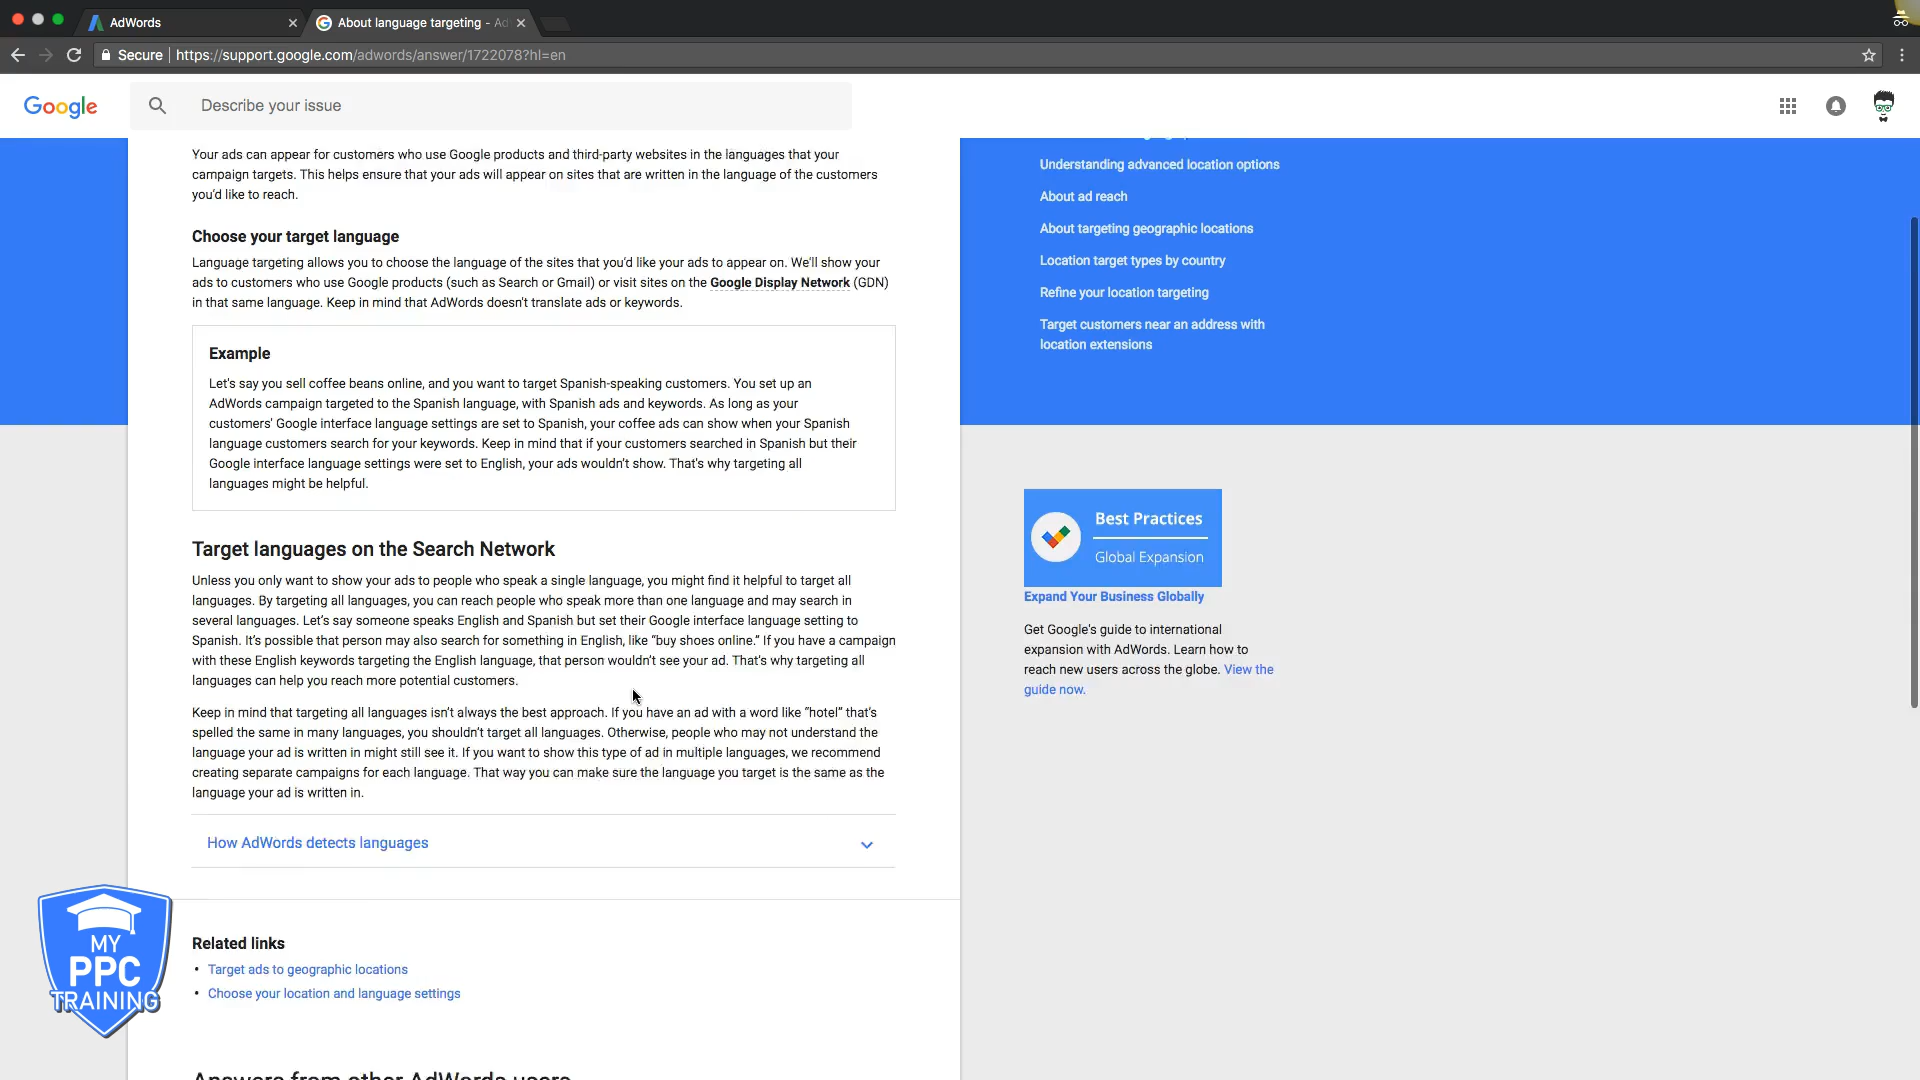 AdWords
About language targeting - Ad
Secure
https://support.google.com/adwords/answer/1722078?hl=en
Google
Describe your issue
Your ads can appear for customers who use Google products and third-party websites in the languages that your
campaign targets. This helps ensure that your ads will appear on sites that are written in the language of the customers
you'd like to reach.
Choose your target language
Language targeting allows you to choose the language of the sites that you'd like your ads to appear on. We'll show your
ads to customers who use Google products (such as Search or Gmail) or visit sites on the Google Display Network (GDN)
in that same language. Keep in mind that AdWords doesn't translate ads or keywords.
Example
Let's say you sell coffee beans online, and you want to target Spanish-speaking customers. You set up an
AdWords campaign targeted to the Spanish language, with Spanish ads and keywords. As long as your
customers' Google interface language settings are set to Spanish, your coffee ads can show when your Spanish
language customers search for your keywords. Keep in mind that if your customers searched in Spanish but their
Google interface language settings were set to English, your ads wouldn't show. That's why targeting all
languages might be helpful.
Target languages on the Search Network
Unless you only want to show your ads to people who speak a single language, you might find it helpful to target all
languages. By targeting all languages, you can reach people who speak more than one language and may search in
several languages. Let's say someone speaks English and Spanish but set their Google interface language setting to
Spanish. It's possible that person may also search for something in English, like "buy shoes online." If you have a campaign
with these English keywords targeting the English language, that person wouldn't see your ad. That's why targeting all
languages can help you reach more potential customers.
Keep in mind that targeting all languages isn't always the best approach. If you have an ad with a word like "hotel" that's
spelled the same in many languages, you shouldn't target all languages. Otherwise, people who may not understand the
language your ad is written in might still see it. If you want to show this type of ad in multiple languages, we recommend
creating separate campaigns for each language. That way you can make sure the language you target is the same as the
language your ad is written in.
How AdWords detects languages
Related links
• Target ads to geographic locations
• Choose your location and language settings
Answers from other AdWords users
Understanding advanced location options
About ad reach
About targeting geographic locations
Location target types by country
Refine your location targeting
Target customers near an address with
location extensions
Best Practices
Global Expansion
Expand Your Business Globally
Get Google's guide to international
expansion with AdWords. Learn how to
reach new users across the globe. View the
guide now.
MY
PPC
TRAINING